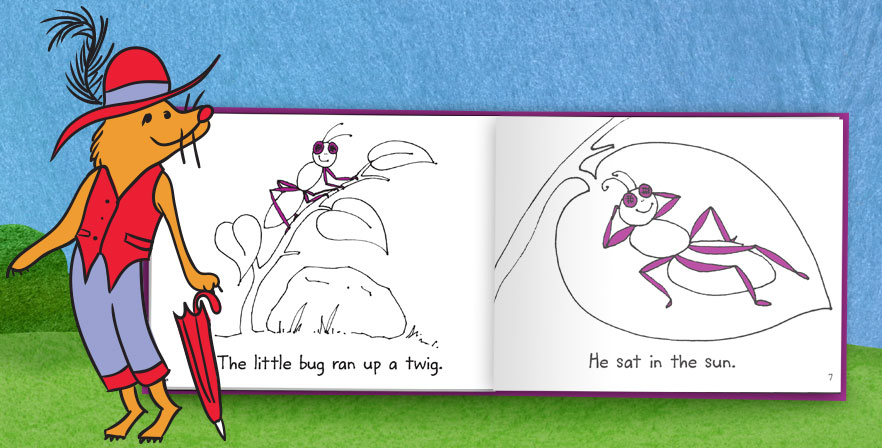 The little bug ran up a twig.
He sat in the sun.
7